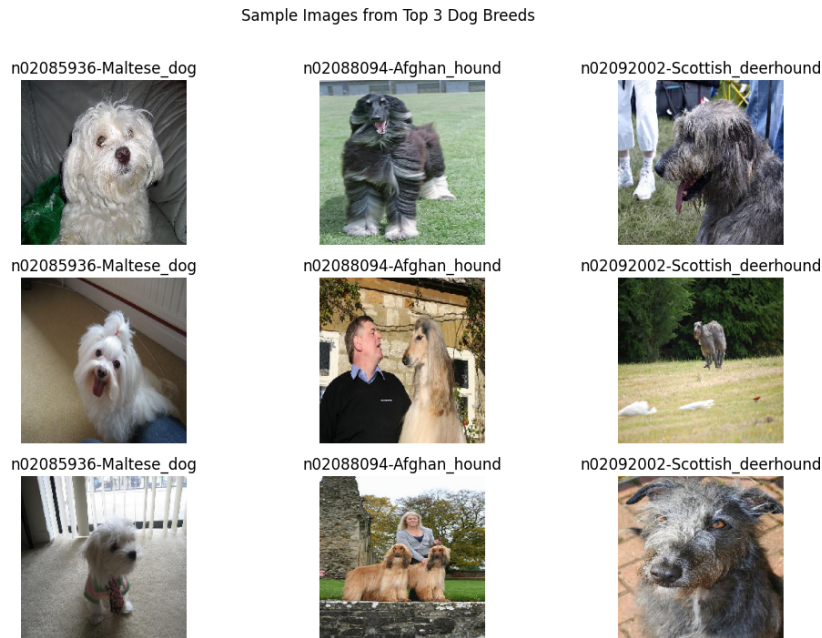 Sample Images from Top 3 Dog Breeds
n02085936-Maltese_dog
n02088094-Afghan_hound
n02092002-Scottish_deerhound
n02085936-Maltese_dog
n02088094-Afghan_hound
n02092002-Scottish_deerhound
n02085936-Maltese_dog
n02088094-Afghan_hound
n02092002-Scottish_deerhound